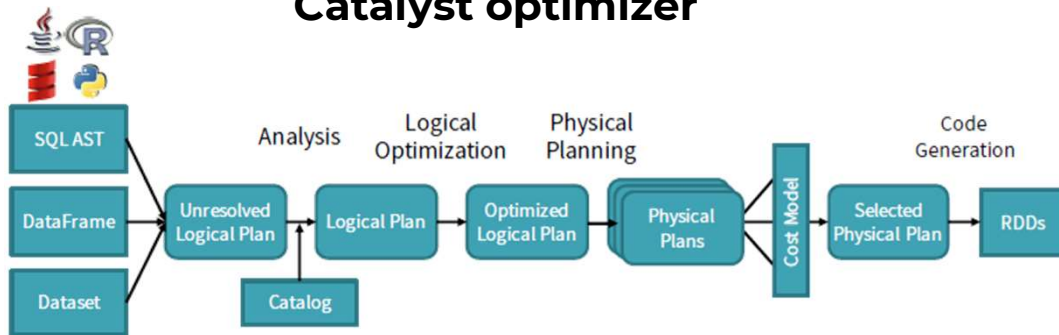 Catalyst optimizer
R
SQL AST
DataFrame
Dataset
Analysis
Logical
Optimization
Physical
Planning
Code
Generation
Unresolved
Logical Plan
Logical Plan
Optimized
Logical Plan
Physical
Plans
Cost Model
Selected
Physical Plan
RDDs
Catalog